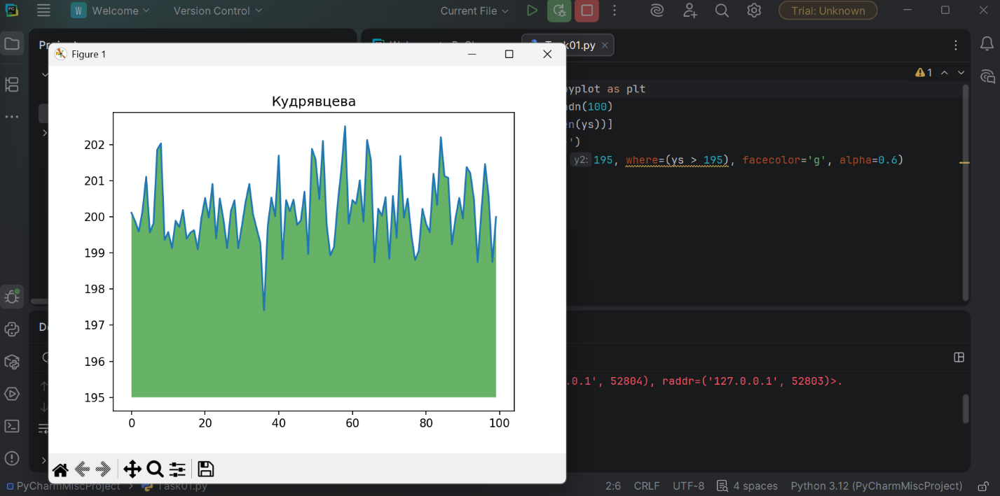 W Welcome Version Control Current File Trial: Unknown
Figure 1
k01.py
1
Кудрявцева
202
201
200
199
198
197
196
195
0 20 40 60 80 100
yplot as plt
dn(100)
n(ys))]
')
y2: 195, where=(ys > 195), facecolor='g', alpha=0.6)
.0.1', 52804), raddr=('127.0.0.1', 52803)>.
PyCharmMiscProject > Task01.py 2:6 CRLF UTF-8 4 spaces Python 3.12 (PyCharmMiscProject)